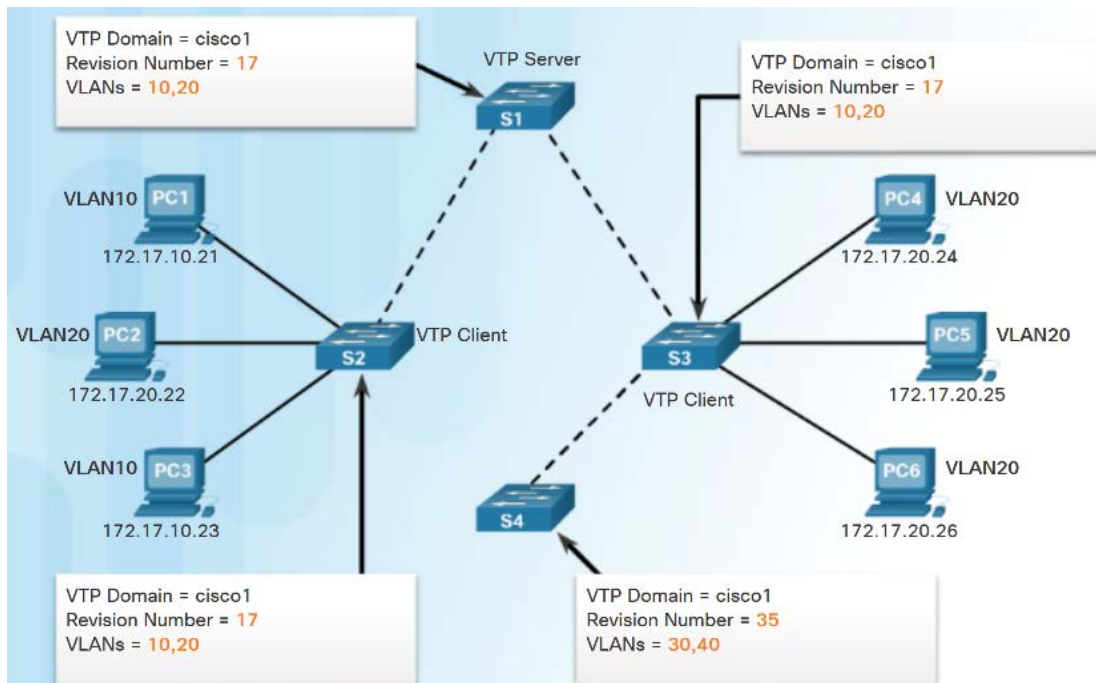 VTP Domain = cisco1
Revision Number = 17
VLANs = 10,20
VTP Server
S1
VTP Domain = cisco1
Revision Number = 17
VLANs = 10,20
VLAN10
PC1
172.17.10.21
PC4
VLAN20
172.17.20.24
VLAN20
PC2
172.17.20.22
S2
VTP Client
S3
VTP Client
PC5
VLAN20
172.17.20.25
VLAN10
PC3
172.17.10.23
S4
PC6
VLAN20
172.17.20.26
VTP Domain = cisco1
Revision Number = 17
VLANs = 10,20
VTP Domain = cisco1
Revision Number = 35
VLANs = 30,40